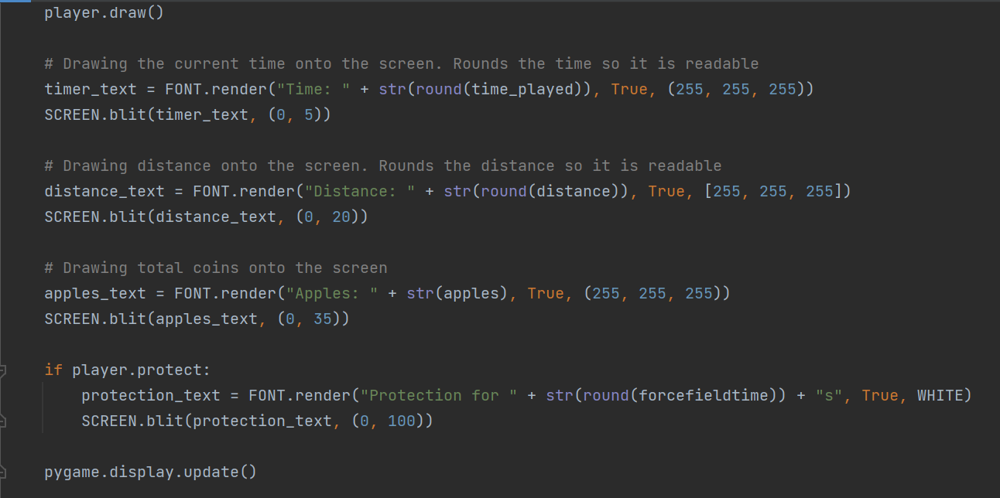 player.draw()
# Drawing the current time onto the screen. Rounds the time so it is readable
timer_text = FONT.render("Time: " + str(round(time_played)), True, (255, 255, 255))
SCREEN.blit(timer_text, (0, 5))
# Drawing distance onto the screen. Rounds the distance so it is readable
distance_text = FONT.render("Distance: " + str(round(distance)), True, [255, 255, 255])
SCREEN.blit(distance_text, (0, 20))
# Drawing total coins onto the screen
apples_text = FONT.render("Apples: " + str(apples), True, (255, 255, 255))
SCREEN.blit(apples_text, (0, 35))
if player.protect:
    protection_text = FONT.render("Protection for " + str(round(forcefieldtime)) + "s", True, WHITE)
    SCREEN.blit(protection_text, (0, 100))
pygame.display.update()